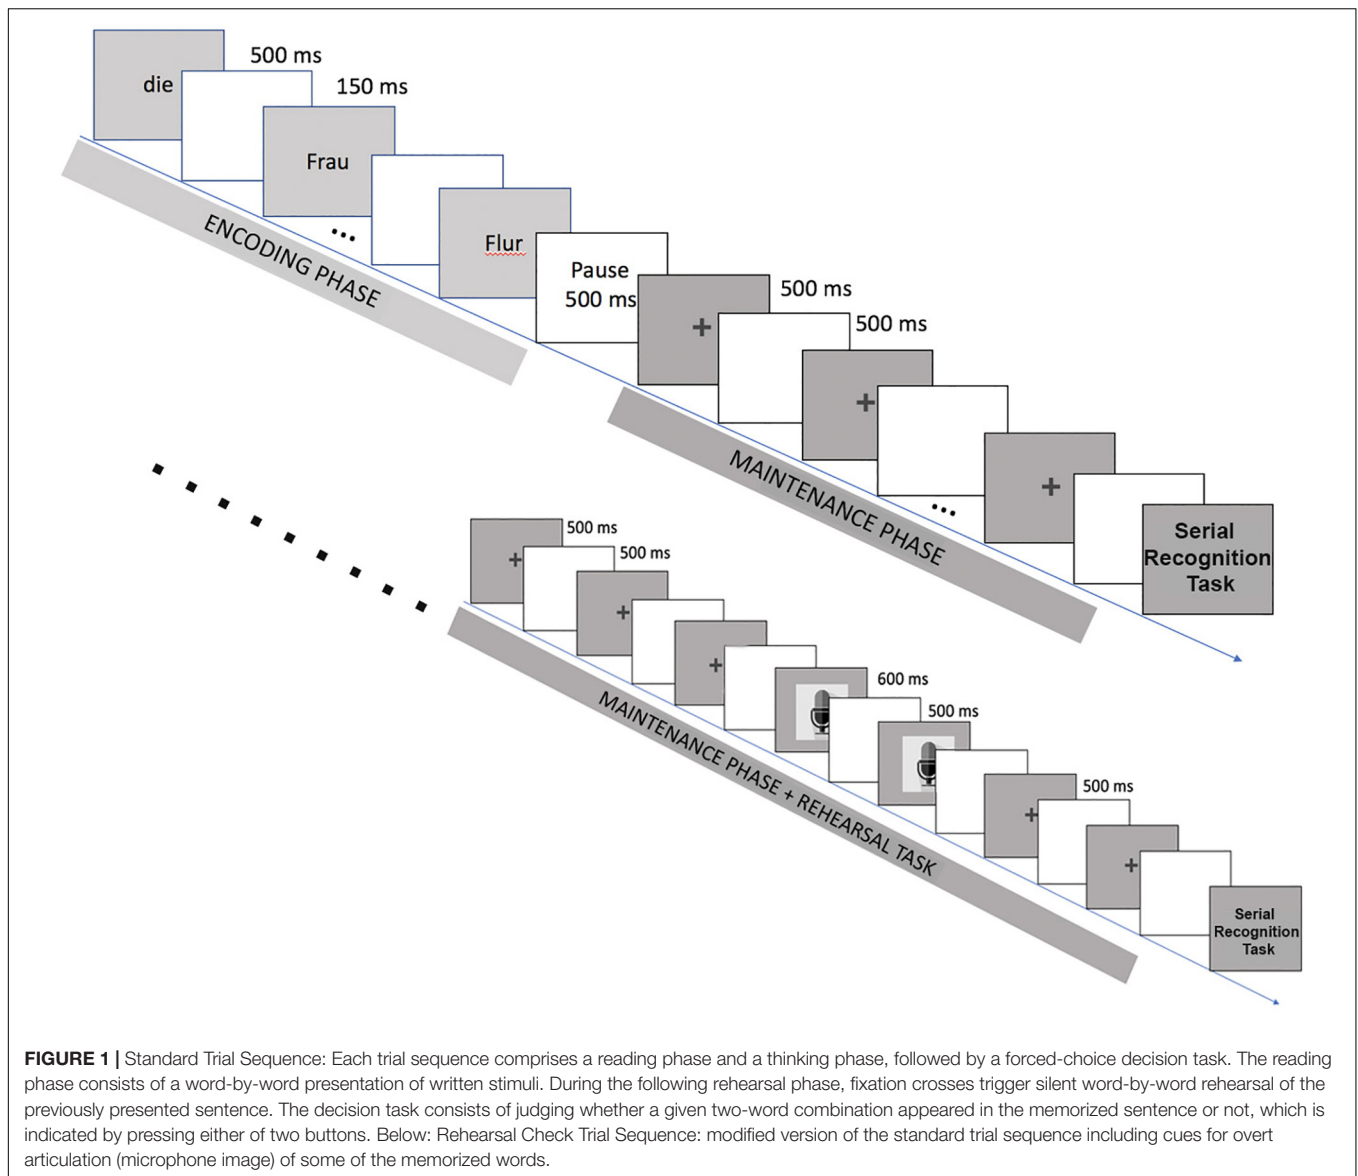 die
500 ms
150 ms
Frau
...
Flur
ENCODING PHASE
Pause
500 ms
+
500 ms
500 ms
+
...
+
MAINTENANCE PHASE
Serial
Recognition
Task
+
500 ms
500 ms
+
+
600 ms
500 ms
+
500 ms
+
MAINTENANCE PHASE + REHEARSAL TASK
Serial
Recognition
Task
FIGURE 1 | Standard Trial Sequence: Each trial sequence comprises a reading phase and a thinking phase, followed by a forced-choice decision task. The reading
phase consists of a word-by-word presentation of written stimuli. During the following rehearsal phase, fixation crosses trigger silent word-by-word rehearsal of the
previously presented sentence. The decision task consists of judging whether a given two-word combination appeared in the memorized sentence or not, which is
indicated by pressing either of two buttons. Below: Rehearsal Check Trial Sequence: modified version of the standard trial sequence including cues for overt
articulation (microphone image) of some of the memorized words.